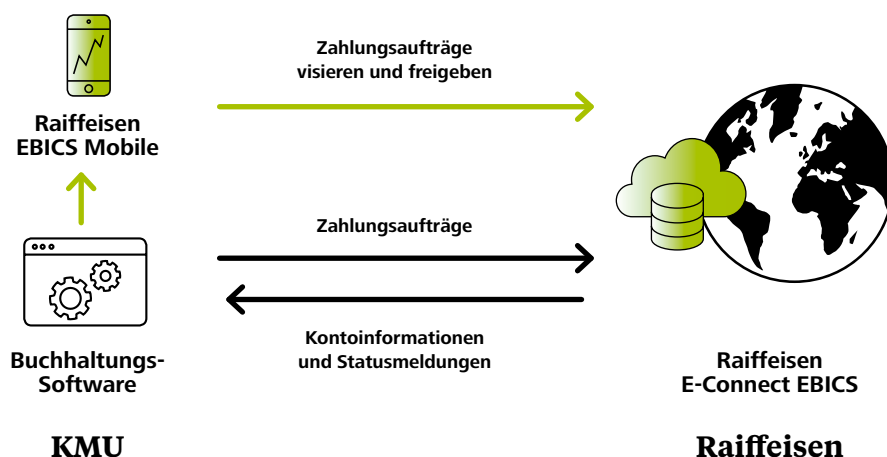 Zahlungsaufträge
visieren und freigeben
Raiffeisen
EBICS Mobile
Zahlungsaufträge
Kontoinformationen
und Statusmeldungen
Buchhaltungs-
Software
Raiffeisen
E-Connect EBICS
KMU
Raiffeisen